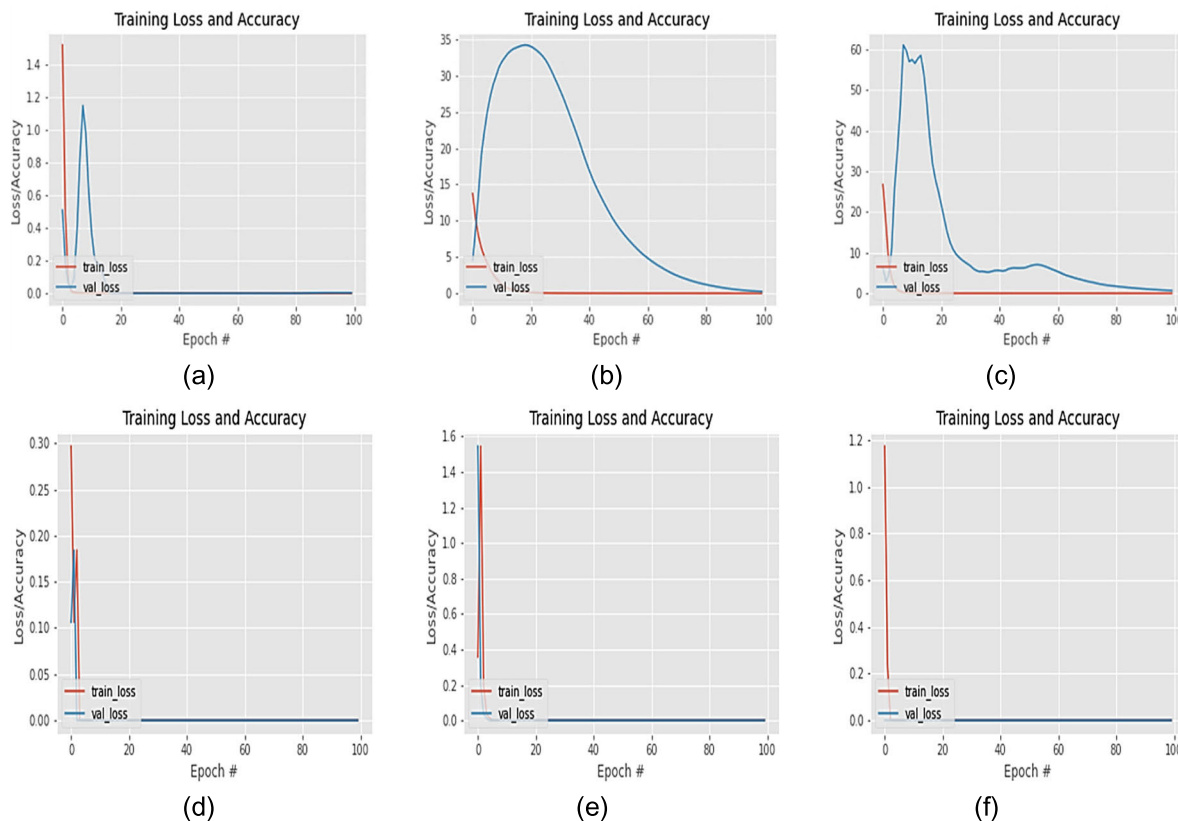 Training Loss and Accuracy
Loss/Accuracy
1.4
1.2
1.0
0.8
0.6
0.4
0.2
0.0
train_loss
val_loss
0 20 40 60 80 100
Epoch #
(a)
Training Loss and Accuracy
Loss/Accuracy
35
30
25
20
15
10
5
0
train_loss
val_loss
0 20 40 60 80 100
Epoch #
(b)
Training Loss and Accuracy
Loss/Accuracy
60
50
40
30
20
10
0
train_loss
val_loss
0 20 40 60 80 100
Epoch #
(c)
Training Loss and Accuracy
Loss/Accuracy
0.30
0.25
0.20
0.15
0.10
0.05
0.00
train_loss
val_loss
0 20 40 60 80 100
Epoch #
(d)
Training Loss and Accuracy
Loss/Accuracy
1.6
1.4
1.2
1.0
0.8
0.6
0.4
0.2
0.0
train_loss
val_loss
0 20 40 60 80 100
Epoch #
(e)
Training Loss and Accuracy
Loss/Accuracy
1.2
1.0
0.8
0.6
0.4
0.2
0.0
train_loss
val_loss
0 20 40 60 80 100
Epoch #
(f)